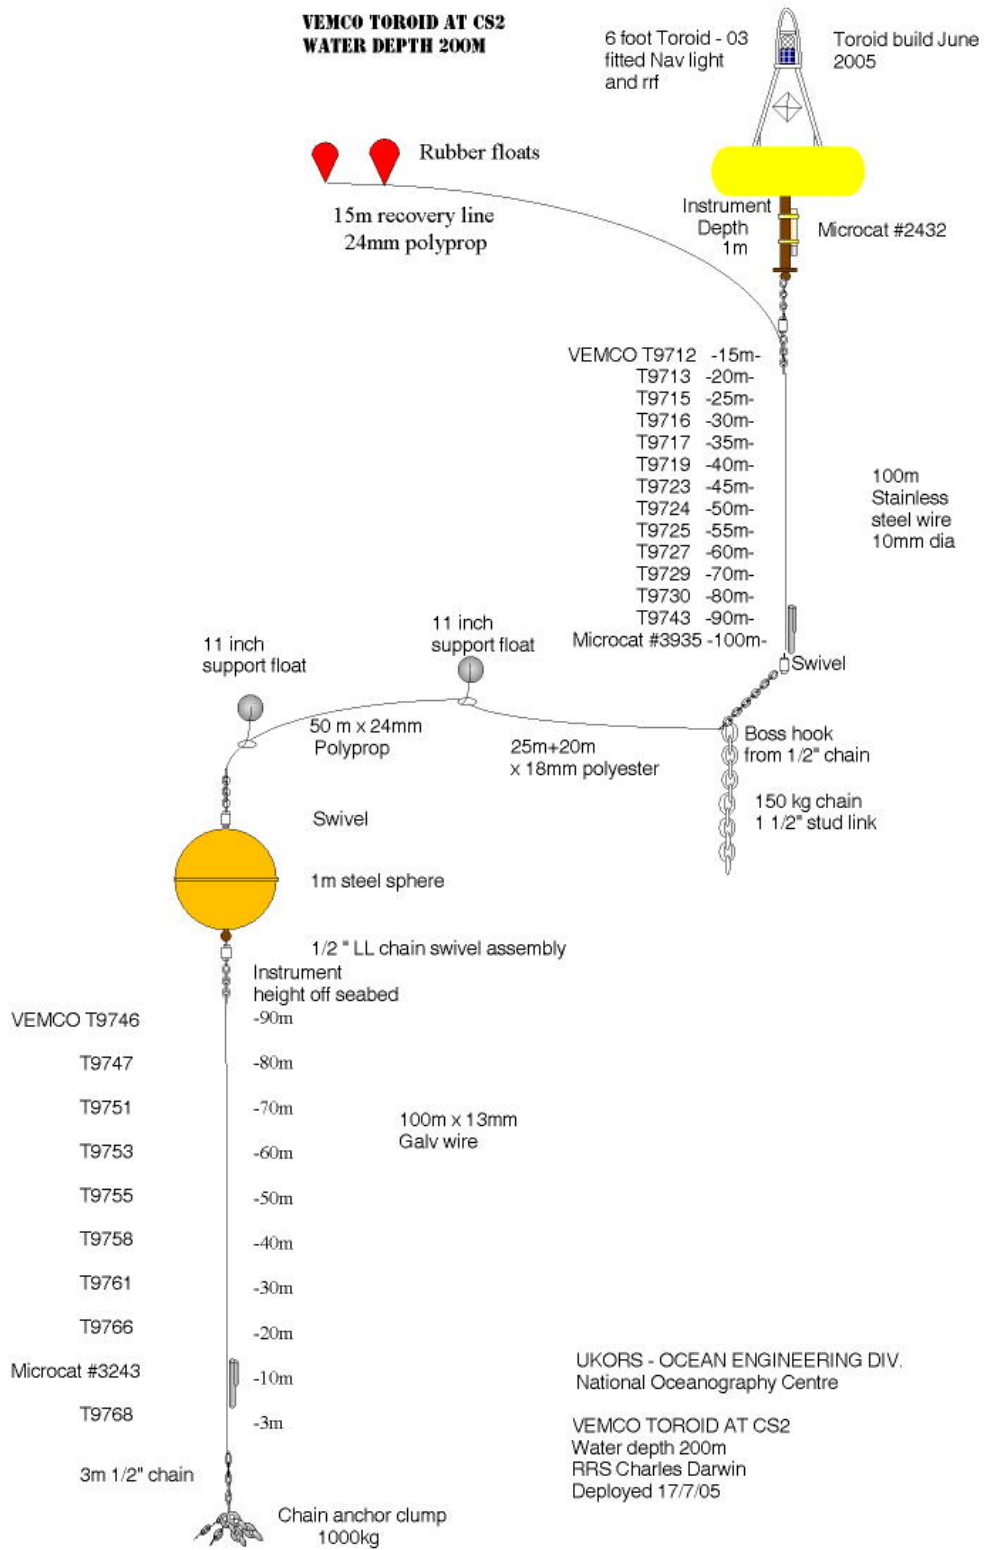 VEMCO TOROID AT CS2
WATER DEPTH 200M
6 foot Toroid - 03
fitted Nav light
and rrf
Toroid build June
2005
Rubber floats
15m recovery line
24mm polyprop
Instrument
Depth
1m
Microcat #2432
VEMCO T9712 -15m-
T9713 -20m-
T9715 -25m-
T9716 -30m-
T9717 -35m-
T9719 -40m-
T9723 -45m-
T9724 -50m-
T9725 -55m-
T9727 -60m-
T9729 -70m-
T9730 -80m-
T9743 -90m-
Microcat #3935 -100m-
100m
Stainless
steel wire
10mm dia
11 inch
support float
11 inch
support float
Swivel
50 m x 24mm
Polyprop
25m+20m
x 18mm polyester
Boss hook
from 1/2" chain
150 kg chain
1 1/2" stud link
Swivel
1m steel sphere
1/2 " LL chain swivel assembly
Instrument
height off seabed
VEMCO T9746 -90m
T9747 -80m
T9751 -70m
T9753 -60m
T9755 -50m
T9758 -40m
T9761 -30m
T9766 -20m
Microcat #3243 -10m
T9768 -3m
100m x 13mm
Galv wire
3m 1/2" chain
Chain anchor clump
1000kg
UKORS - OCEAN ENGINEERING DIV.
National Oceanography Centre
VEMCO TOROID AT CS2
Water depth 200m
RRS Charles Darwin
Deployed 17/7/05